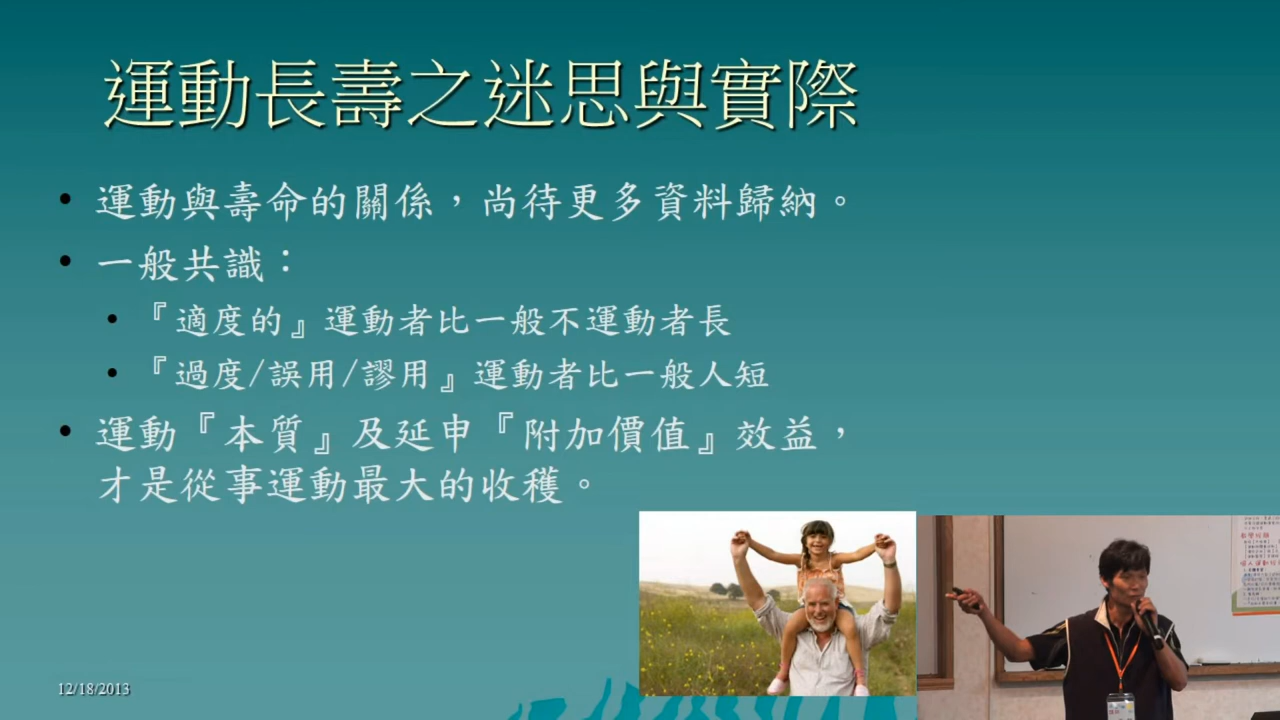 運動長壽之迷思與實際
• 運動與壽命的關係，尚待更多資料歸納。
• 一般共識：
• 『適度的』運動者比一般不運動者長
• 『過度/誤用/謬用』運動者比一般人短
• 運動『本質』及延申『附加價值』效益，
才是從事運動最大的收穫。
12/18/2013